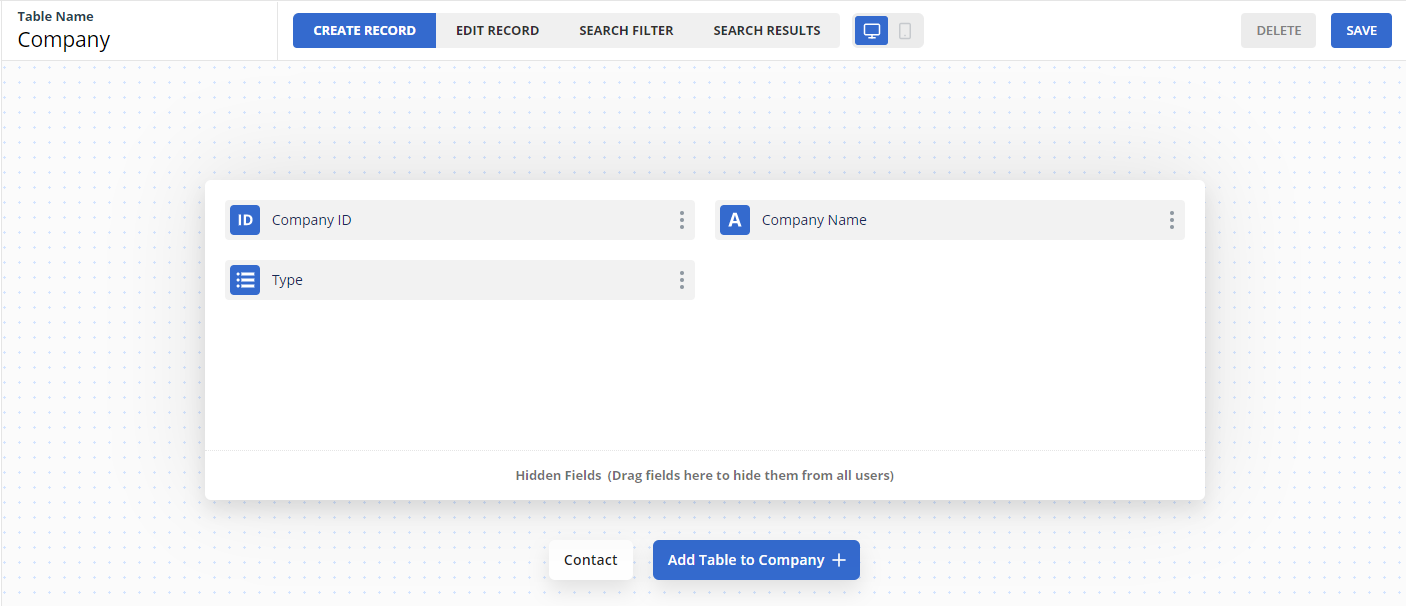 Table Name
Company
CREATE RECORD EDIT RECORD SEARCH FILTER SEARCH RESULTS DELETE SAVE
ID Company ID A Company Name
Type
Hidden Fields (Drag fields here to hide them from all users)
Contact Add Table to Company +